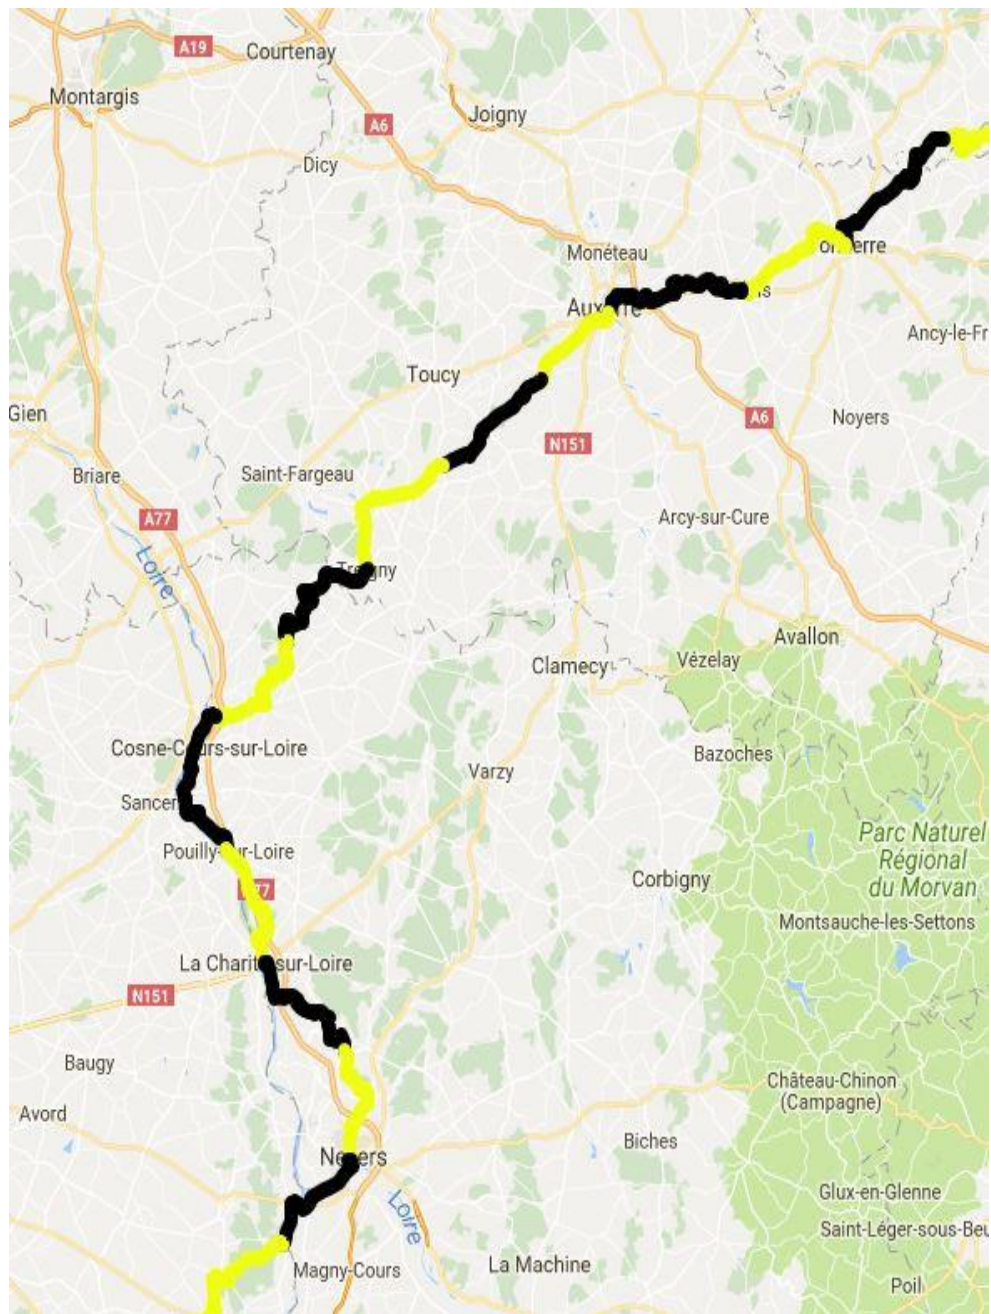 A19
Courtenay
Montargis
Joigny
A6
Dicy
Monéteau
Ancy-le-Fr
Toucy
Gien
Noyers
A6
N151
Saint-Fargeau
Briare
A77
Arcy-sur-Cure
Loire
Avallon
Vézelay
Clamecy
Bazoches
Varzy
Parc Naturel
Régional
du Morvan
Corbigny
Montsauche-les-Settons
N151
Baugy
Château-Chinon
(Campagne)
Avord
Biches
Glux-en-Glenne
Loire
Saint-Léger-sous-Beu
La Machine
Magny-Cours
Poil